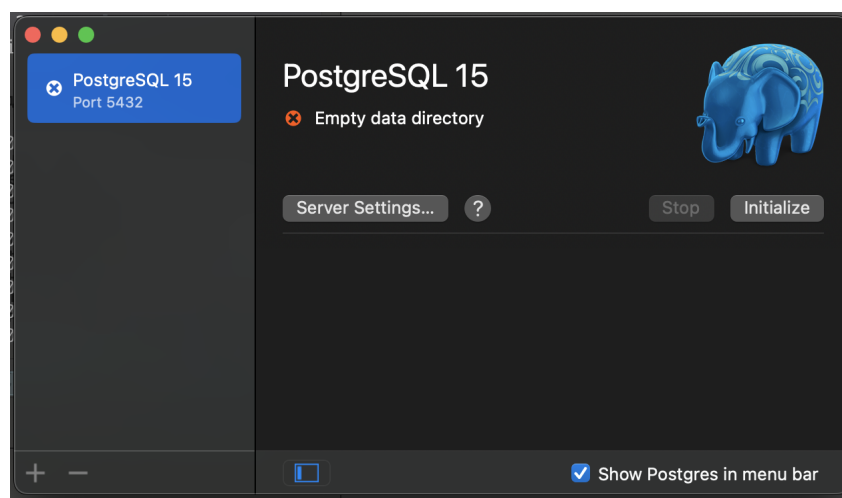 PostgreSQL 15
Port 5432
PostgreSQL 15
Empty data directory
Server Settings... ? Stop Initialize
Show Postgres in menu bar